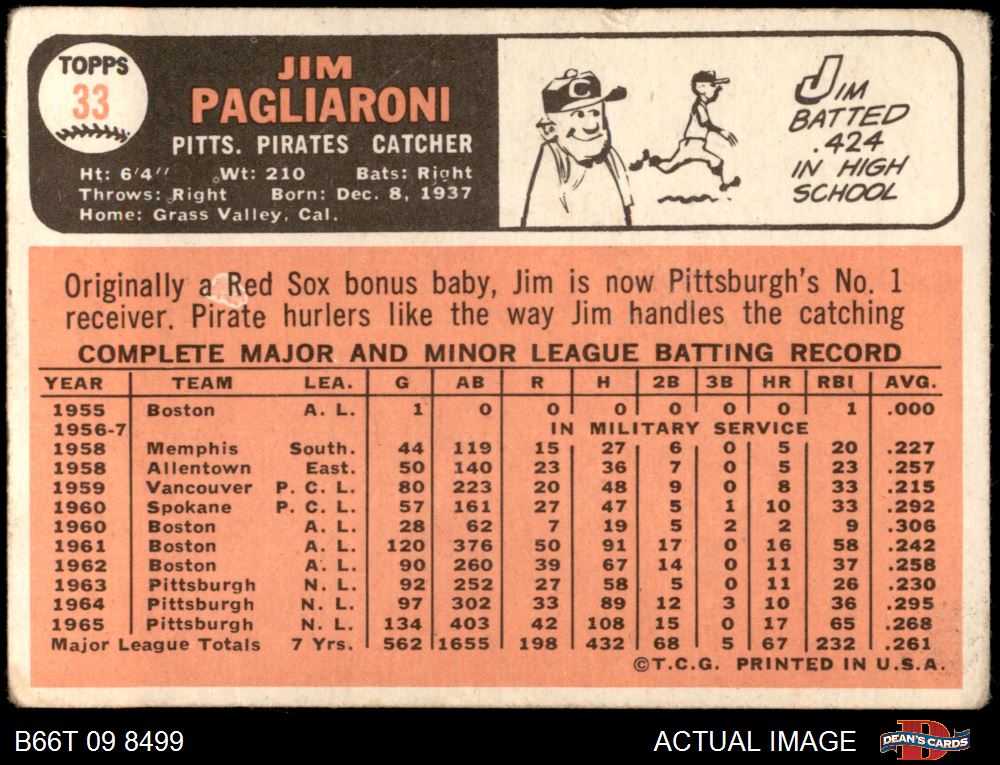 TOPPS
33
JIM
PAGLIARONI
PITTS. PIRATES CATCHER
Ht: 6'4" Wt: 210 Bats: Right
Throws: Right Born: Dec. 8, 1937
Home: Grass Valley, Cal.
C
JIM
BATTED
.424
IN HIGH
SCHOOL
Originally a Red Sox bonus baby, Jim is now Pittsburgh's No. 1
receiver. Pirate hurlers like the way Jim handles the catching
COMPLETE MAJOR AND MINOR LEAGUE BATTING RECORD
YEAR TEAM LEA. G AB R H 2B 3B HR RBI AVG.
1955 Boston A. L. 1 0 0 0 0 0 0 1 .000
1956-7 IN MILITARY SERVICE
1958 Memphis South. 44 119 15 27 6 0 5 20 .227
1958 Allentown East. 50 140 23 36 7 0 5 23 .257
1959 Vancouver P. C. L. 80 223 20 48 9 0 8 33 .215
1960 Spokane P. C. L. 57 161 27 47 5 1 10 33 .292
1960 Boston A. L. 28 62 7 19 5 2 2 9 .306
1961 Boston A. L. 120 376 50 91 17 0 16 58 .242
1962 Boston A. L. 90 260 39 67 14 0 11 37 .258
1963 Pittsburgh N. L. 92 252 27 58 5 0 11 26 .230
1964 Pittsburgh N. L. 97 302 33 89 12 3 10 36 .295
1965 Pittsburgh N. L. 134 403 42 108 15 0 17 65 .268
Major League Totals 7 Yrs. 562 1655 198 432 68 5 67 232 .261
©T.C.G. PRINTED IN U.S.A.
B66T 09 8499
ACTUAL IMAGE
D
DEAN'S CARDS